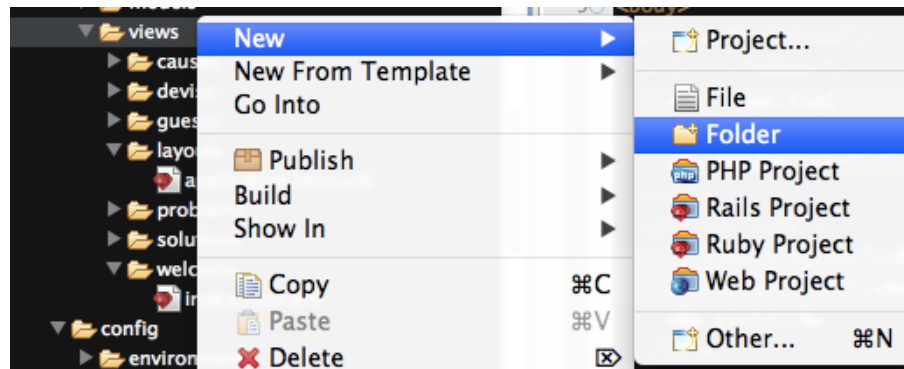 views
config
New
New From Template
Go Into
Publish
Build
Show In
Copy ⌘C
Paste ⌘V
Delete ⌦
Project...
File
Folder
PHP Project
php
Rails Project
Ruby Project
Web Project
Other... ⌘N